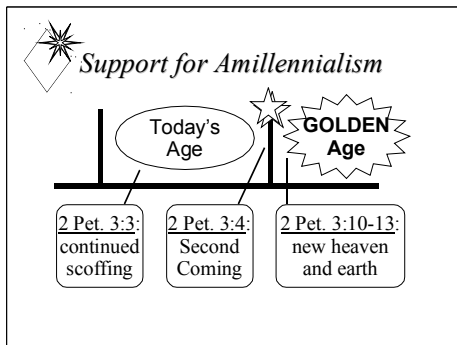 Support for Amillennialism
Today's
Age
GOLDEN
Age
2 Pet. 3:3:
continued
scoffing
2 Pet. 3:4:
Second
Coming
2 Pet. 3:10-13:
new heaven
and earth